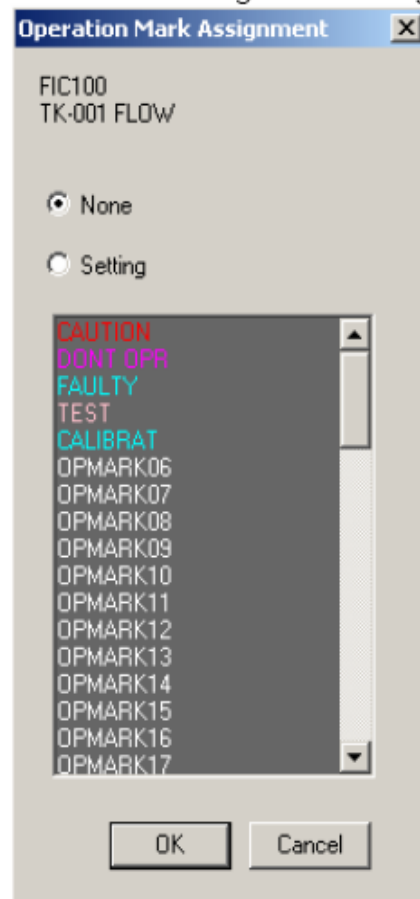 Operation Mark Assignment
FIC100
TK-001 FLOW
None
Setting
CAUTION
DONT OPR
FAULTY
TEST
CALIBRAT
OPMARK06
OPMARK07
OPMARK08
OPMARK09
OPMARK10
OPMARK11
OPMARK12
OPMARK13
OPMARK14
OPMARK15
OPMARK16
OPMARK17
OK Cancel